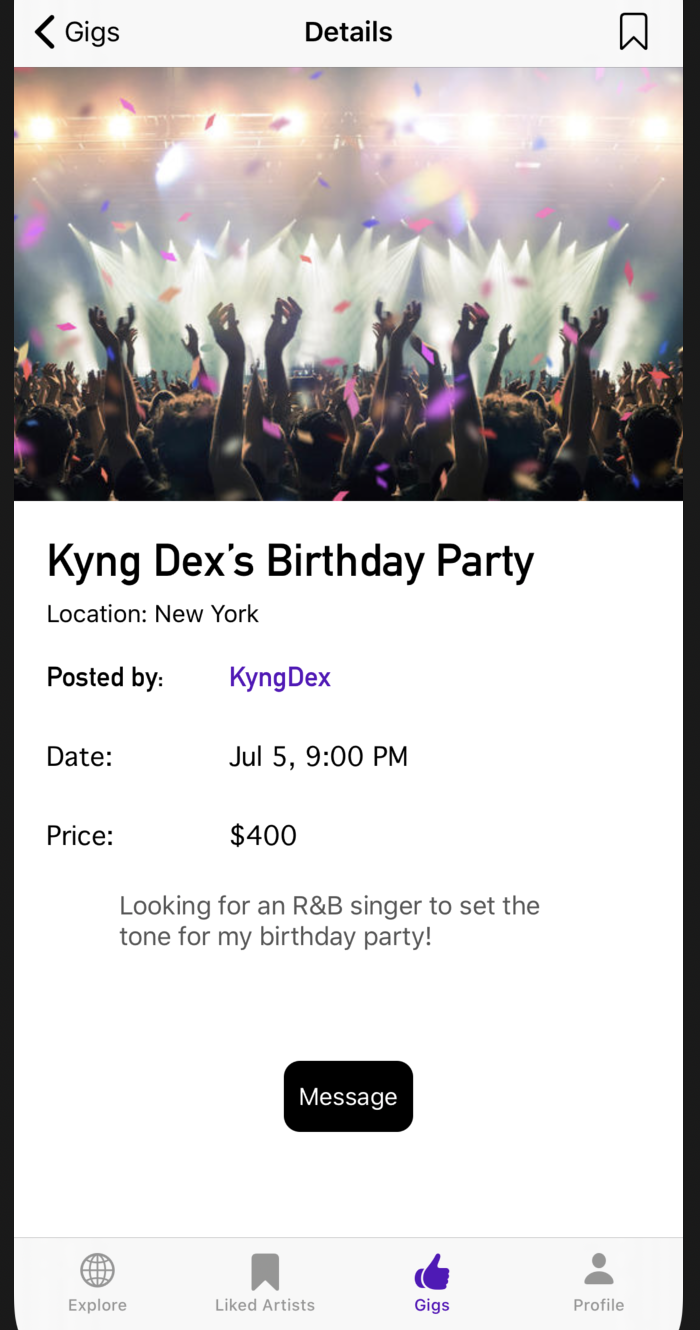 Gigs
Details
Kyng Dex’s Birthday Party
Location: New York
Posted by: KyngDex
Date: Jul 5, 9:00 PM
Price: $400
Looking for an R&B singer to set the
tone for my birthday party!
Message
Explore
Liked Artists
Gigs
Profile